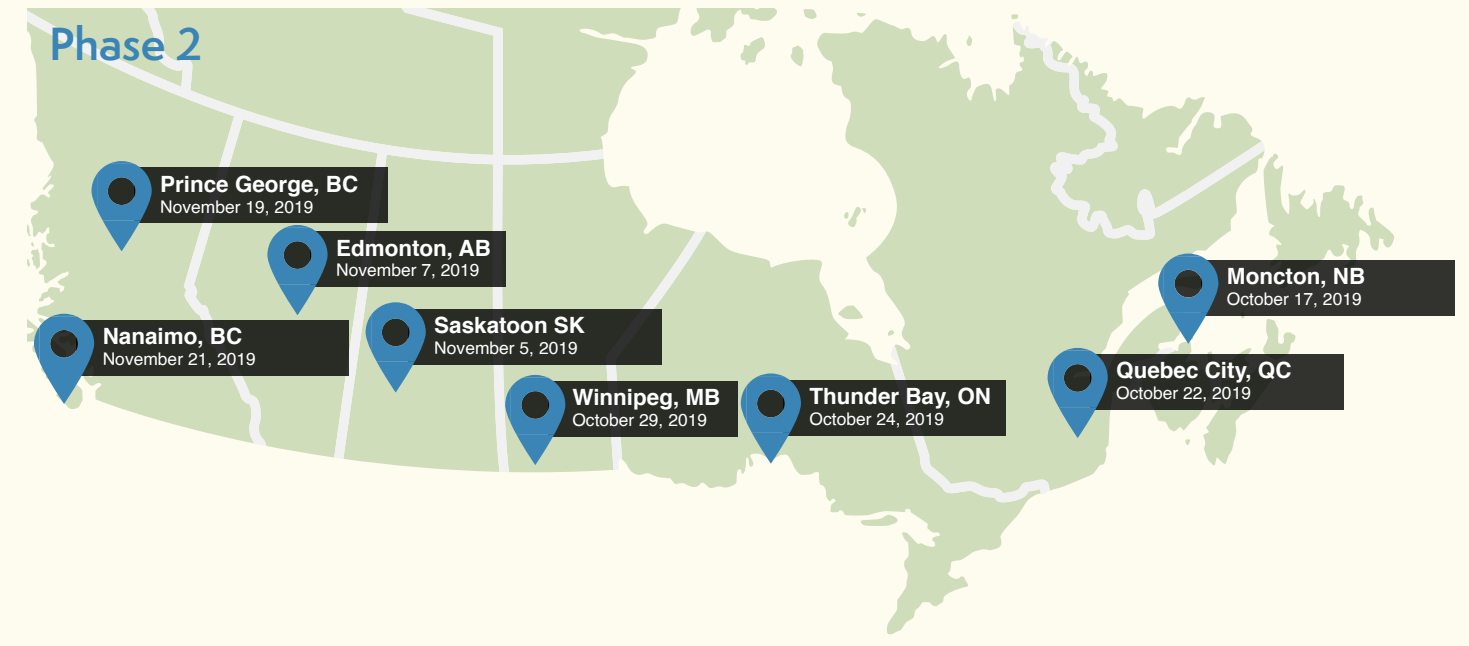 Phase 2
Prince George, BC
November 19, 2019
Edmonton, AB
November 7, 2019
Moncton, NB
October 17, 2019
Nanaimo, BC
November 21, 2019
Saskatoon SK
November 5, 2019
Quebec City, QC
October 22, 2019
Winnipeg, MB
October 29, 2019
Thunder Bay, ON
October 24, 2019